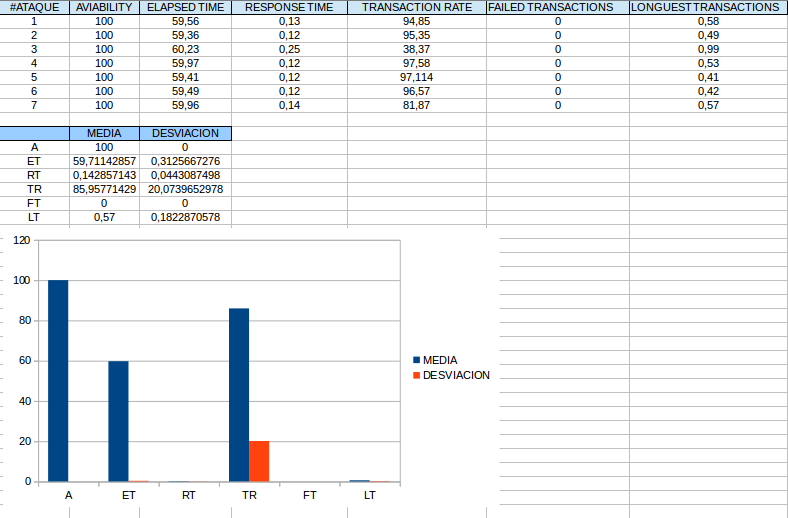 #ATAQUE AVIABILITY ELAPSED TIME RESPONSE TIME TRANSACTION RATE FAILED TRANSACTIONS LONGUEST TRANSACTIONS
1 100 59,56 0,13 94,85 0 0,58
2 100 59,36 0,12 95,35 0 0,49
3 100 60,23 0,25 38,37 0 0,99
4 100 59,97 0,12 97,58 0 0,53
5 100 59,41 0,12 97,114 0 0,41
6 100 59,49 0,12 96,57 0 0,42
7 100 59,96 0,14 81,87 0 0,57
MEDIA DESVIACION
A 100 0
ET 59,71142857 0,3125667276
RT 0,142857143 0,0443087498
TR 85,95771429 20,0739652978
FT 0 0
LT 0,57 0,1822870578
120
100
80
60
40
20
0
MEDIA
DESVIACION
A ET RT TR FT LT